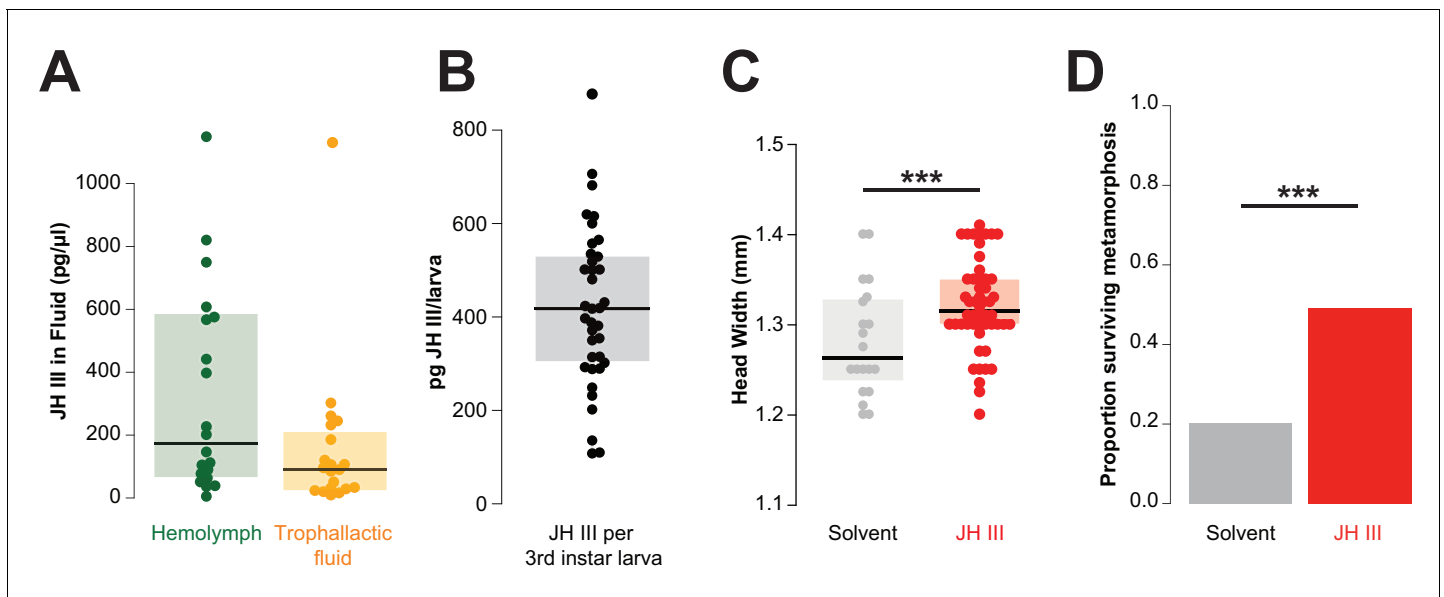 A
B
C
D
JH III in Fluid (pg/µl)
1000
800
600
400
200
0
Hemolymph
Trophallactic
fluid
pg JH III/larva
800
600
400
200
0
JH III per
3rd instar larva
Head Width (mm)
1.5
1.4
1.3
1.2
1.1
***
Solvent
JH III
Proportion surviving metamorphosis
1.0
0.8
0.6
0.4
0.2
0.0
***
Solvent
JH III